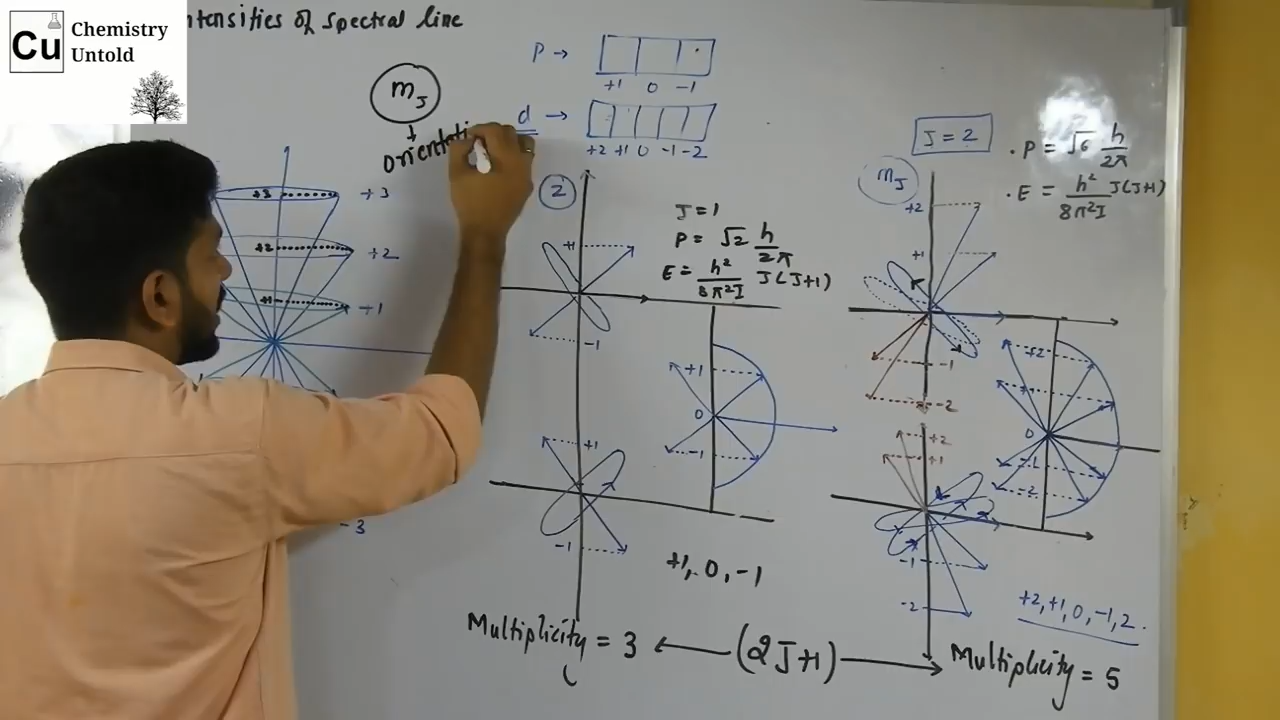 Cu Chemistry
Untold
ntensities of spectral line
P → 
+1 0 -1
mJ
↓
orientati
d →
+2 +1 0 -1 -2
+3 +3
+2 +2
+1 +1
-3
2
+1
-1
J = 1
P = √2 h/2π
E = h²/8π²I J(J+1)
+1
0
-1
+1
-1
+1, 0, -1
Multiplicity = 3 ← (2J+1) → Multiplicity = 5
J = 2
. P = √6 h/2π
. E = h²/8π²I J(J+1)
mJ
+2
+1
-1
-2
+2
0
-1
-2
+2
+1
-1
-2
+2, +1, 0, -1, 2.